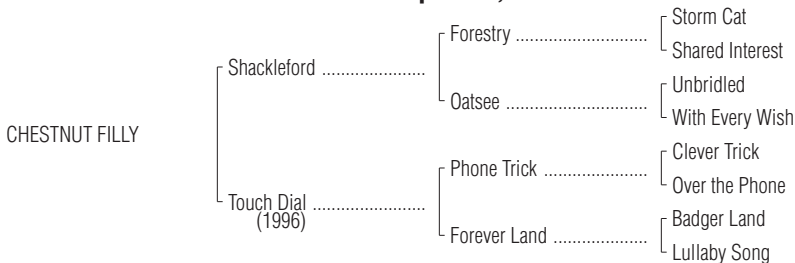 Storm Cat
Forestry ..............................
Shared Interest
Shackleford ........................
Unbridled
Oatsee ................................
With Every Wish
CHESTNUT FILLY
Clever Trick
Phone Trick ........................
Over the Phone
Touch Dial ..........................
(1996)
Badger Land
Forever Land ......................
Lullaby Song